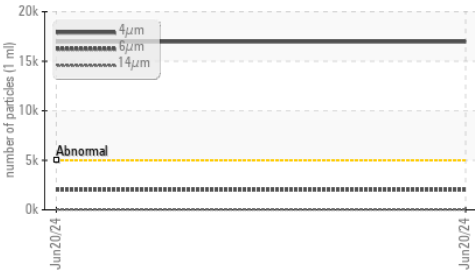 20k
4µm
6µm
15k
14µm
number of particles (1 ml)
10k
Abnormal
5k
0k
Jun20/24
Jun20/24